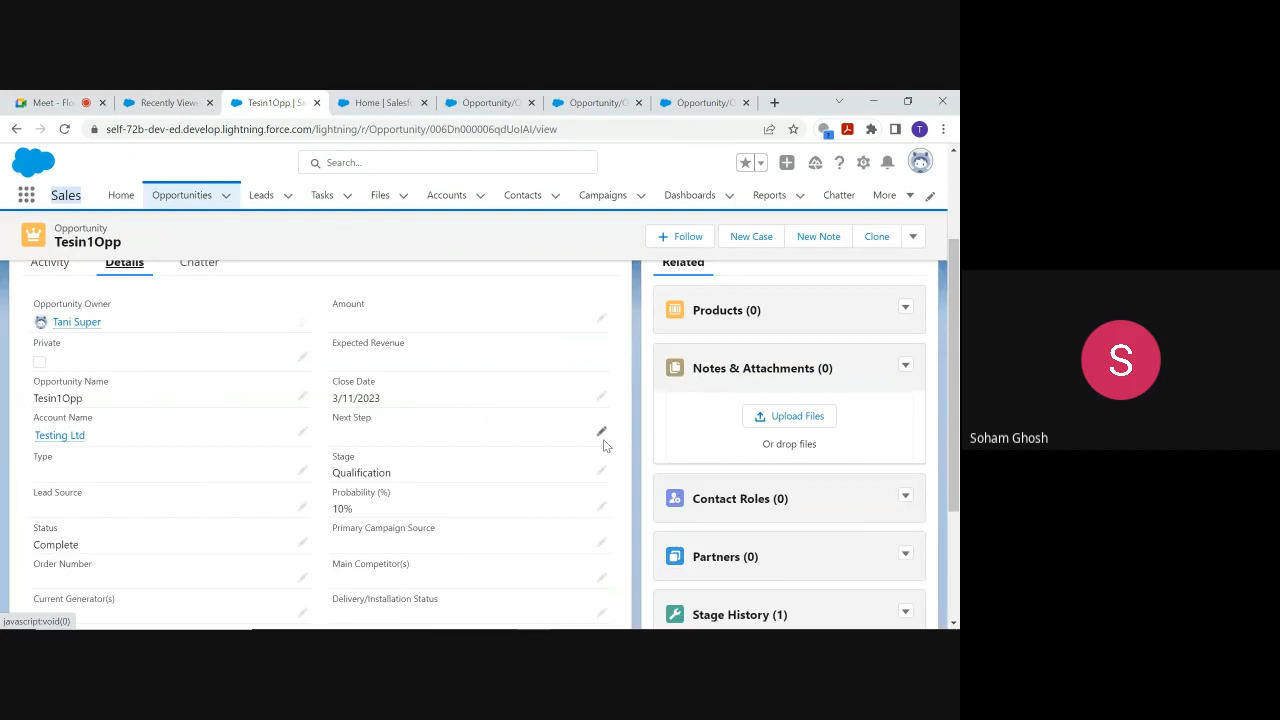 Meet - Flo
Recently View
Tesin1Opp | Sa
Home | Salesf
Opportunity/O
Opportunity/O
Opportunity/O
self-72b-dev-ed.develop.lightning.force.com/lightning/r/Opportunity/006Dn000006qdUoIAI/view
T
Search...
Sales
Home
Opportunities
Leads
Tasks
Files
Accounts
Contacts
Campaigns
Dashboards
Reports
Chatter
More
Opportunity
Tesin1Opp
+ Follow
New Case
New Note
Clone
Activity
Details
Chatter
Related
Opportunity Owner
Tani Super
Amount
Private
Expected Revenue
Opportunity Name
Tesin1Opp
Close Date
3/11/2023
Account Name
Testing Ltd
Next Step
Type
Stage
Qualification
Lead Source
Probability (%)
10%
Status
Complete
Primary Campaign Source
Order Number
Main Competitor(s)
Current Generator(s)
Delivery/Installation Status
Products (0)
Notes & Attachments (0)
Upload Files
Or drop files
Contact Roles (0)
Partners (0)
Stage History (1)
javascript:void(0)
S
Soham Ghosh